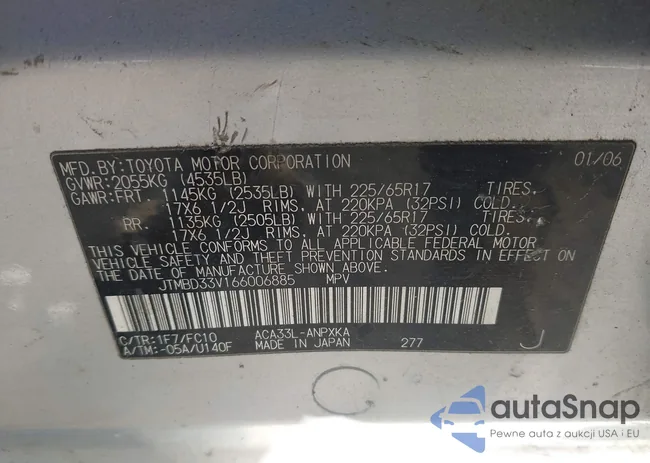 MFD.BY:TOYOTA MOTOR CORPORATION 01/06
GVWR:2055KG (4535LB)
GAWR:FRT. 1145KG (2535LB) WITH 225/65R17 TIRES.
17X6 1/2J RIMS. AT 220KPA (32PSI) COLD.
RR. 1135KG (2505LB) WITH 225/65R17 TIRES.
17X6 1/2J RIMS. AT 220KPA (32PSI) COLD.
THIS VEHICLE CONFORMS TO ALL APPLICABLE FEDERAL MOTOR
VEHICLE SAFETY AND THEFT PREVENTION STANDARDS IN EFFECT ON
THE DATE OF MANUFACTURE SHOWN ABOVE.
JTMBD33V166006885 MPV
C/TR:1F7/FC10 ACA33L-ANPXKA
A/TM:-05A/U140F MADE IN JAPAN 277 J
autoSnap
Pewne auta z aukcji USA i EU